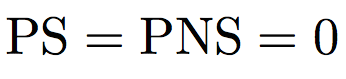 PS = PNS = 0